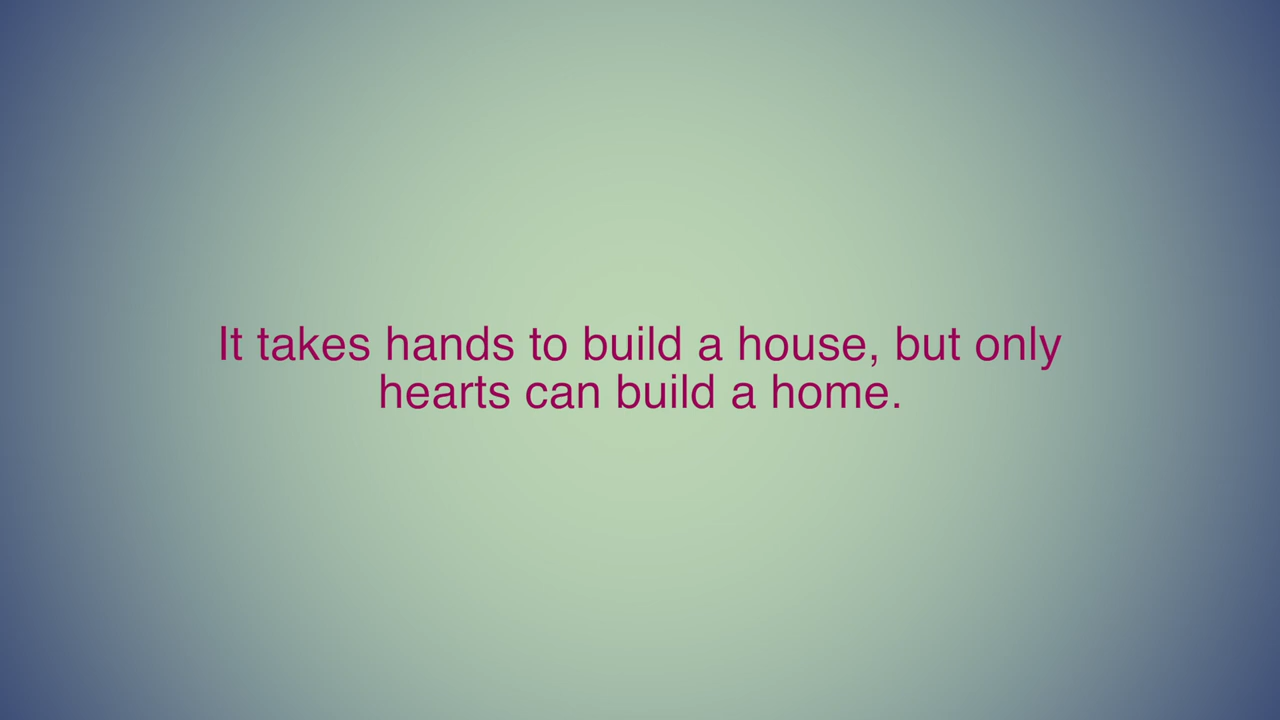 It takes hands to build a house, but only
hearts can build a home.